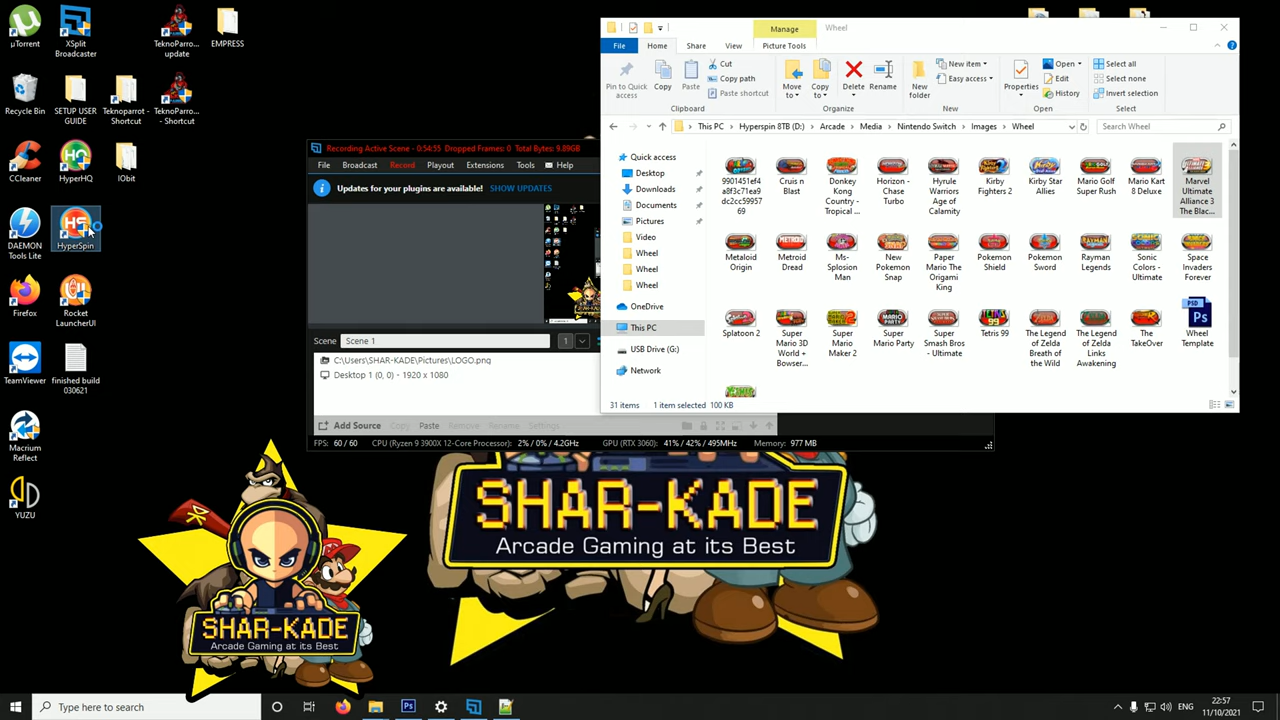 µTorrent
XSplit
Broadcaster
TeknoParro...
update
EMPRESS
Recycle Bin
SETUP USER
GUIDE
Teknoparrot -
Shortcut
TeknoParro...
- Shortcut
CCleaner
HyperHQ
IObit
DAEMON
Tools Lite
HyperSpin
Firefox
Rocket
LauncherUI
TeamViewer
finished build
030621
Macrium
Reflect
YUZU
Recording Active Scene - 0:54:55 Dropped Frames: 0 Total Bytes: 9.89GB
File Broadcast Record Playout Extensions Tools Help
Updates for your plugins are available! SHOW UPDATES
Scene Scene 1 1
C:\Users\SHAR-KADE\Pictures\LOGO.png
Desktop 1 (0, 0) - 1920 x 1080
Add Source Copy Paste Remove Rename Settings
FPS: 60 / 60 CPU (Ryzen 9 3900X 12-Core Processor): 2% / 0% / 4.2GHz GPU (RTX 3060): 41% / 42% / 495MHz Memory: 977 MB
Manage Wheel
File Home Share View Picture Tools
Pin to Quick
access
Copy
Paste
Cut
Copy path
Paste shortcut
Move
to
Copy
to
Delete
Rename
New
folder
New item
Easy access
Properties
Open
Edit
History
Select all
Select none
Invert selection
Clipboard Organize New Open Select
This PC Hyperspin 8TB (D:) Arcade Media Nintendo Switch Images Wheel Search Wheel
Quick access
Desktop
Downloads
Documents
Pictures
Video
Wheel
Wheel
Wheel
OneDrive
This PC
USB Drive (G:)
Network
9901451ef4
a8f3c71ea9
dc2cc59957
69
Cruis n
Blast
Donkey
Kong
Country -
Tropical ...
Horizon -
Chase
Turbo
Hyrule
Warriors
Age of
Calamity
Kirby
Fighters 2
Kirby Star
Allies
Mario Golf
Super Rush
Mario Kart
8 Deluxe
Marvel
Ultimate
Alliance 3
The Blac...
Metaloid
Origin
Metroid
Dread
Ms-
Splosion
Man
New
Pokemon
Snap
Paper
Mario The
Origami
King
Pokemon
Shield
Pokemon
Sword
Rayman
Legends
Sonic
Colors -
Ultimate
Space
Invaders
Forever
Splatoon 2
Super
Mario 3D
World +
Bowser...
Super
Mario
Maker 2
Super
Mario Party
Super
Smash Bros
- Ultimate
Tetris 99
The Legend
of Zelda
Breath of
the Wild
The Legend
of Zelda
Links
Awakening
The
TakeOver
Wheel
Template
31 items 1 item selected 100 KB
SHAR-KADE
Arcade Gaming at its Best
SHAR-KADE
Arcade Gaming at its Best
Type here to search
ENG
22:57
11/10/2021